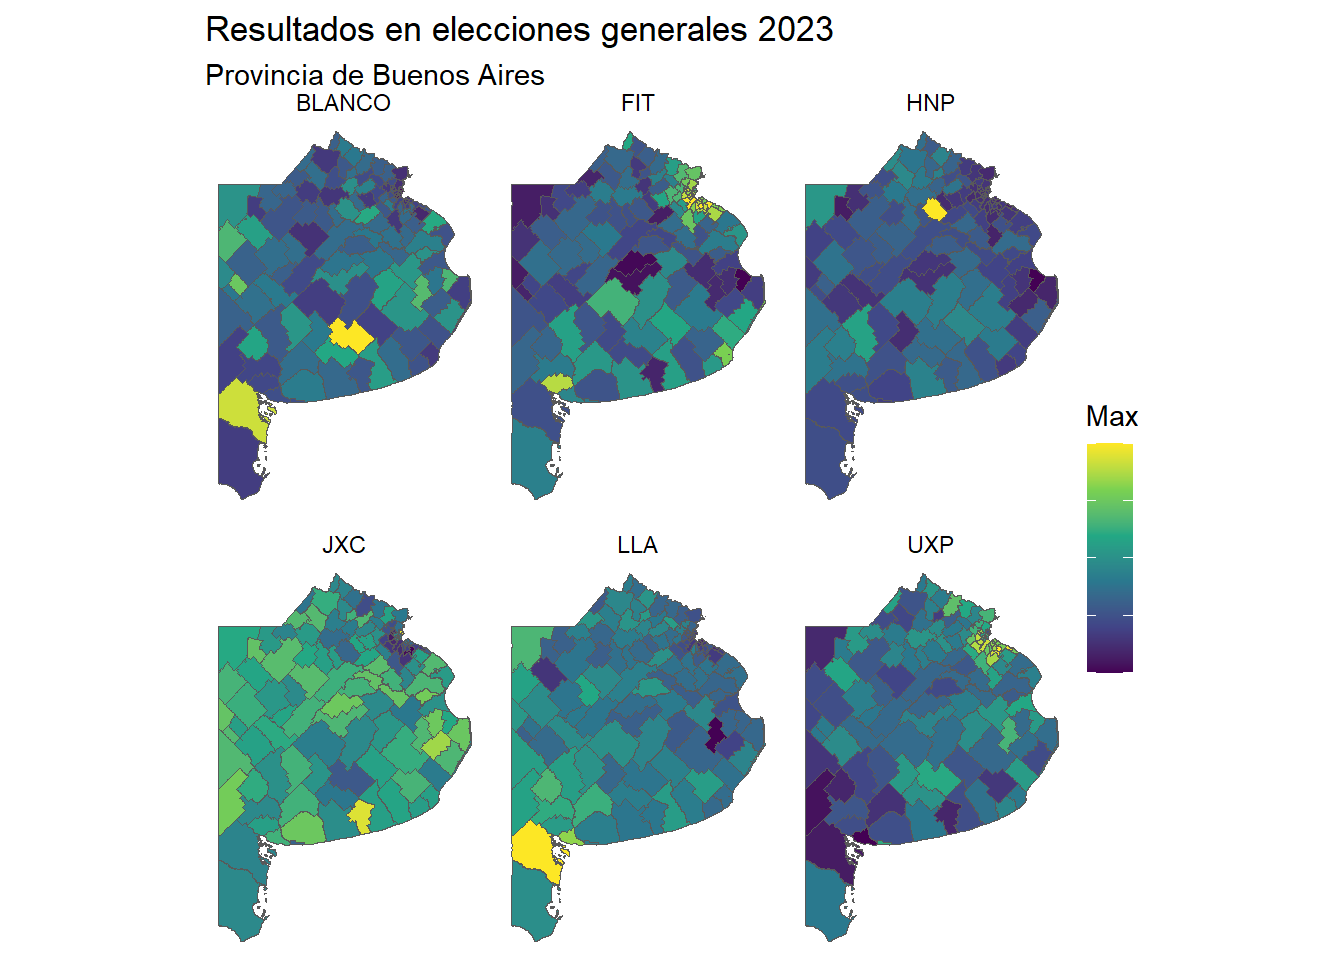 Resultados en elecciones generales 2023
Provincia de Buenos Aires
BLANCO
FIT
HNP
Max
JXC
LLA
UXP